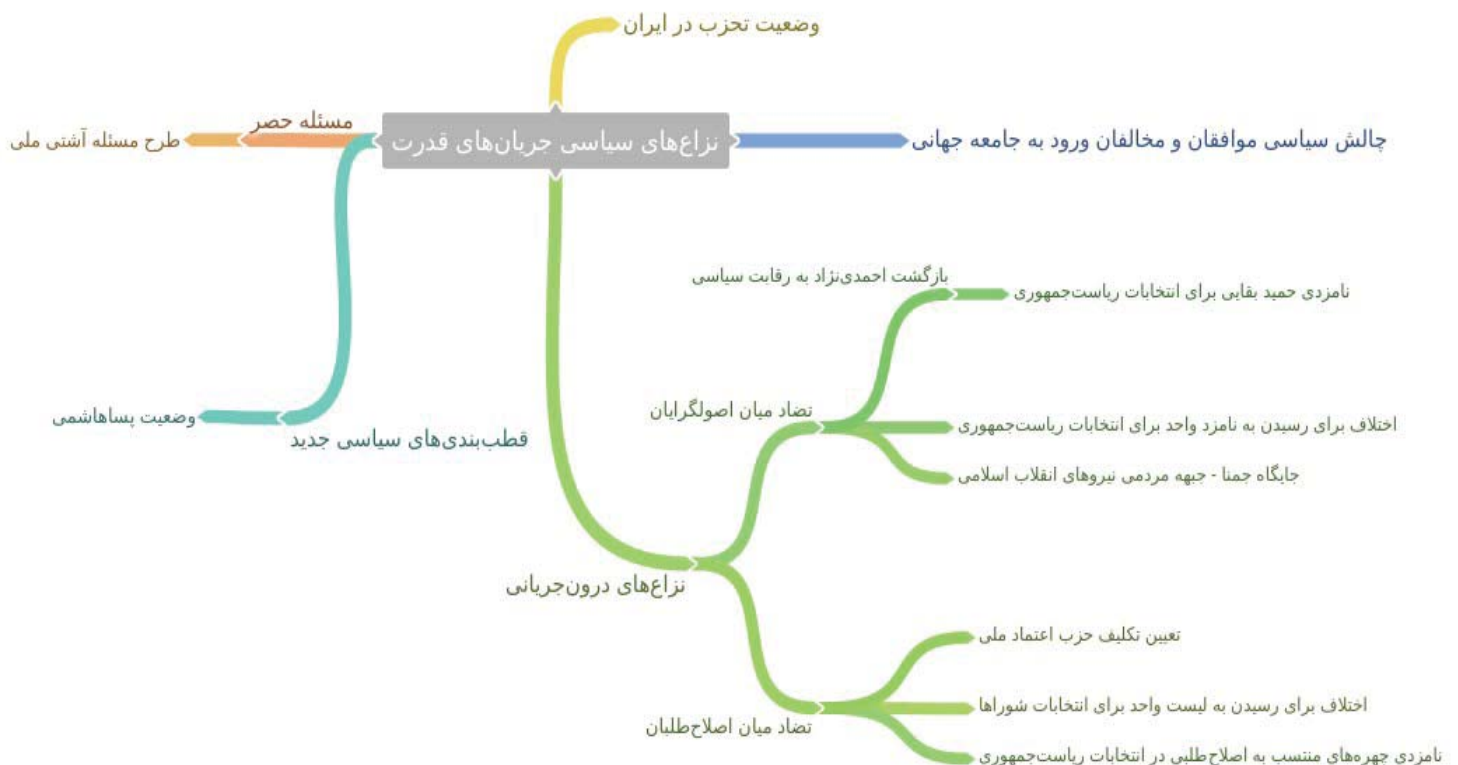 وضعیت تحزب در ایران
نزاع‌های سیاسی جریان‌های قدرت
چالش سیاسی موافقان و مخالفان ورود به جامعه جهانی
مسئله حصر
طرح مسئله آشتی ملی
قطب‌بندی‌های سیاسی جدید
وضعیت پساهاشمی
نزاع‌های درون‌جریانی
تضاد میان اصولگرایان
بازگشت احمدی‌نژاد به رقابت سیاسی
نامزدی حمید بقایی برای انتخابات ریاست‌جمهوری
اختلاف برای رسیدن به نامزد واحد برای انتخابات ریاست‌جمهوری
جایگاه جمنا - جبهه مردمی نیروهای انقلاب اسلامی
تضاد میان اصلاح‌طلبان
تعیین تکلیف حزب اعتماد ملی
اختلاف برای رسیدن به لیست واحد برای انتخابات شوراها
نامزدی چهره‌های منتسب به اصلاح‌طلبی در انتخابات ریاست‌جمهوری